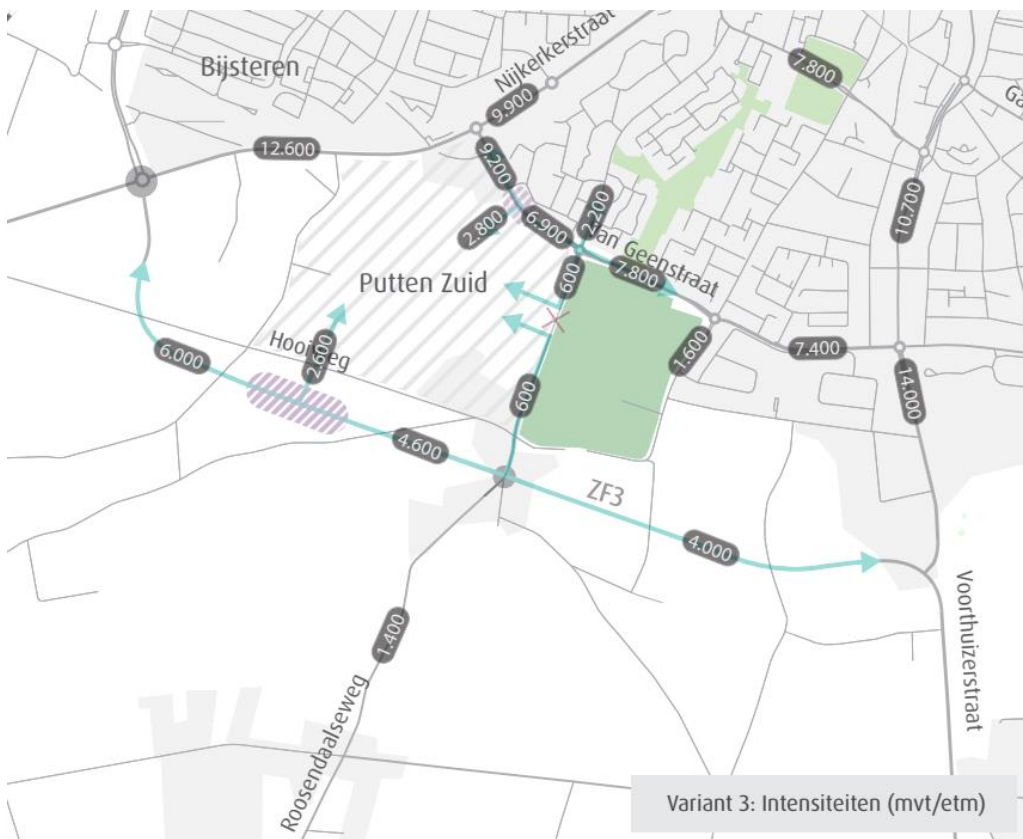 Nijkerkerstraat
Bijsteren
7.800
Ga
9.900
12.600
9.200
10.700
2.200
6.900
2.800
Van Geenstraat
7.800
600
Putten Zuid
Hooiweg
2.600
6.000
1.600
7.400
14.000
600
4.600
ZF3
4.000
Voorthuizerstraat
1.400
Roosendaalseweg
Variant 3: Intensiteiten (mvt/etm)